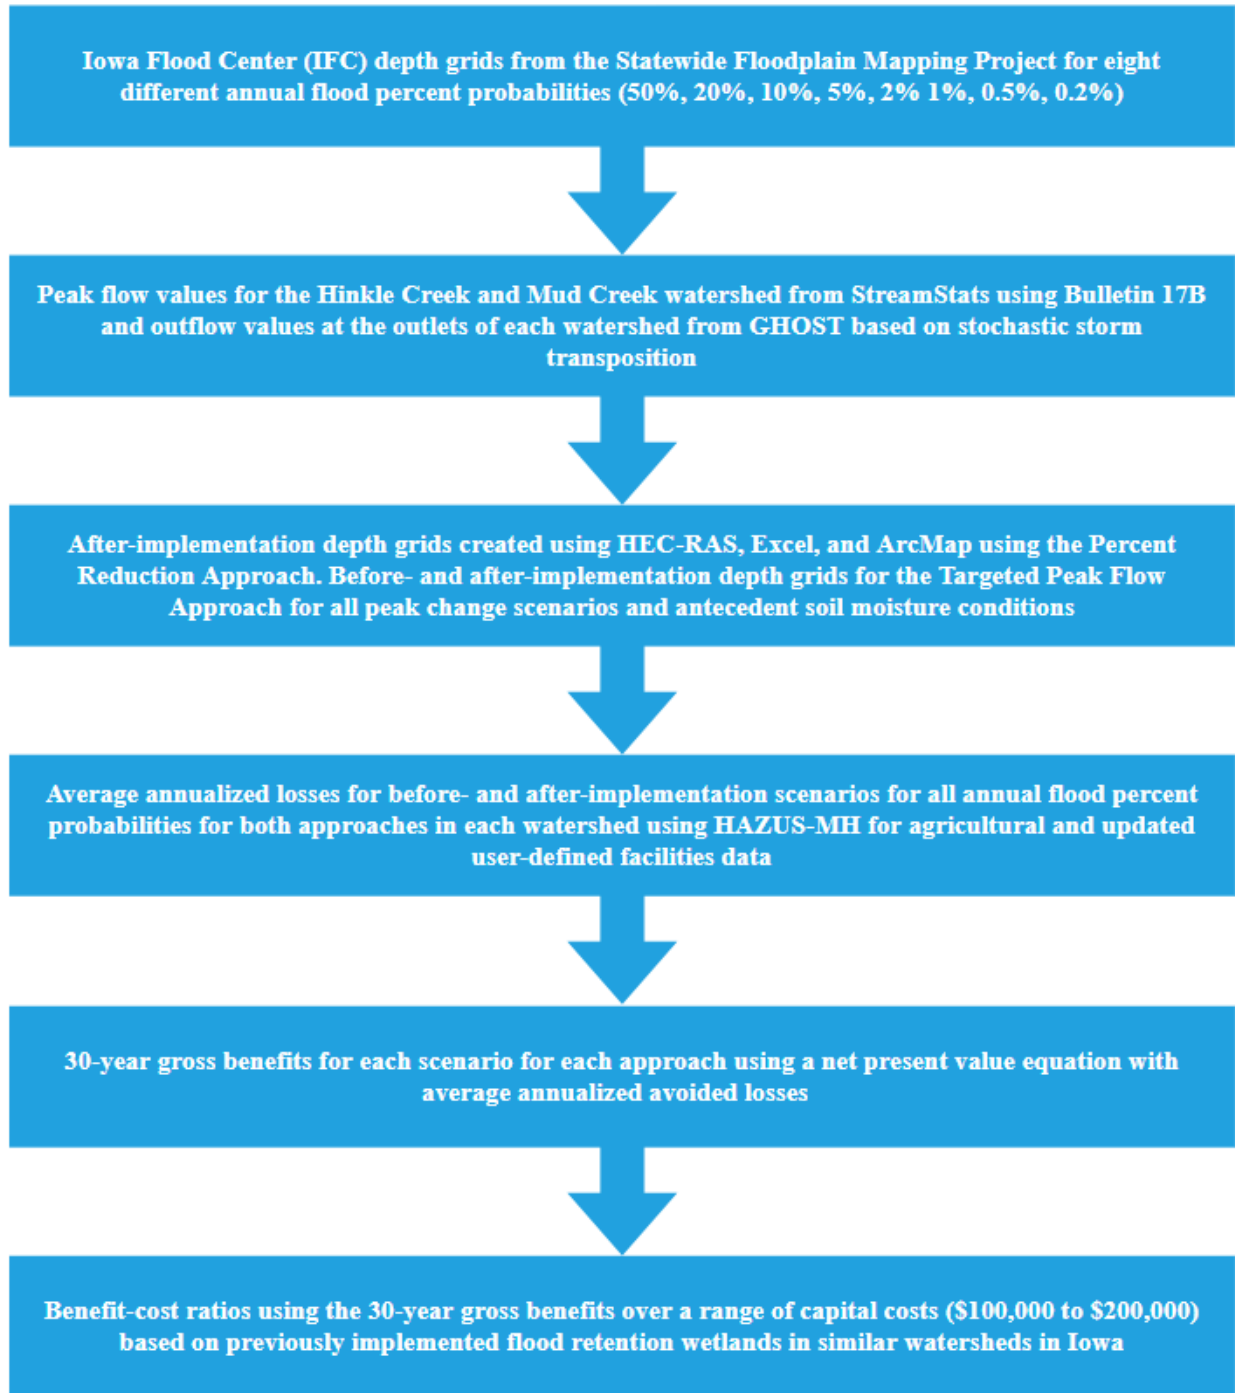 Iowa Flood Center (IFC) depth grids from the Statewide Floodplain Mapping Project for eight
different annual flood percent probabilities (50%, 20%, 10%, 5%, 2% 1%, 0.5%, 0.2%)
Peak flow values for the Hinkle Creek and Mud Creek watershed from StreamStats using Bulletin 17B
and outflow values at the outlets of each watershed from GHOST based on stochastic storm
transposition
After-implementation depth grids created using HEC-RAS, Excel, and ArcMap using the Percent
Reduction Approach. Before- and after-implementation depth grids for the Targeted Peak Flow
Approach for all peak change scenarios and antecedent soil moisture conditions
Average annualized losses for before- and after-implementation scenarios for all annual flood percent
probabilities for both approaches in each watershed using HAZUS-MH for agricultural and updated
user-defined facilities data
30-year gross benefits for each scenario for each approach using a net present value equation with
average annualized avoided losses
Benefit-cost ratios using the 30-year gross benefits over a range of capital costs ($100,000 to $200,000)
based on previously implemented flood retention wetlands in similar watersheds in Iowa